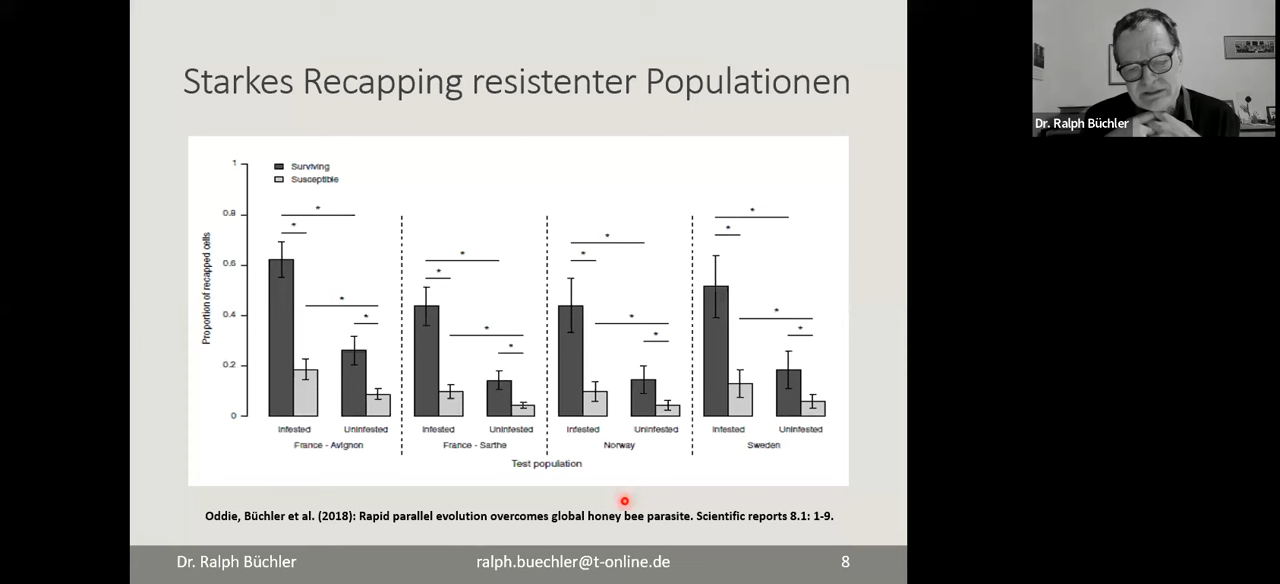 Starkes Recapping resistenter Populationen
Dr. Ralph Büchler
Surviving
Susceptible
Proportion of recapped cells
1
0.8
0.6
0.4
0.2
0
* * * *
* * * *
* * * *
* * * *
Infested Uninfested Infested Uninfested Infested Uninfested Infested Uninfested
France - Avignon France - Sarthe Norway Sweden
Test population
Oddie, Büchler et al. (2018): Rapid parallel evolution overcomes global honey bee parasite. Scientific reports 8.1: 1-9.
Dr. Ralph Büchler ralph.buechler@t-online.de 8